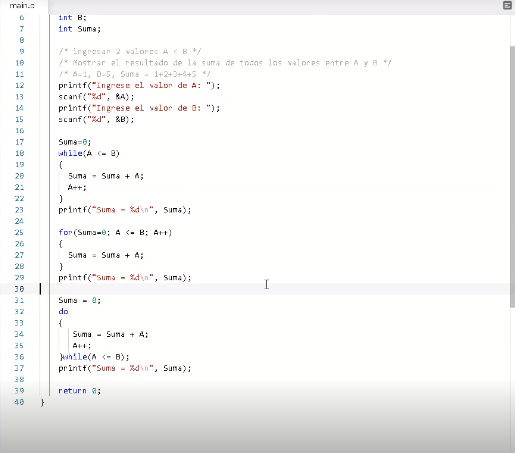 main.c
6 int B;
7 int Suma;
8
9 /* ingresar 2 valores A < B */
10 /* Mostrar el resultado de la suma de todos los valores entre A y B */
11 /* A=1, B=5, Suma = 1+2+3+4+5 */
12 printf("Ingrese el valor de A: ");
13 scanf("%d", &A);
14 printf("Ingrese el valor de B: ");
15 scanf("%d", &B);
16
17 Suma=0;
18 while(A <= B)
19 {
20 Suma = Suma + A;
21 A++;
22 }
23 printf("Suma = %d\n", Suma);
24
25 for(Suma=0; A <= B; A++)
26 {
27 Suma = Suma + A;
28 }
29 printf("Suma = %d\n", Suma);
30
31 Suma = 0;
32 do
33 {
34 Suma = Suma + A;
35 A++;
36 }while(A <= B);
37 printf("Suma = %d\n", Suma);
38
39 return 0;
40 }